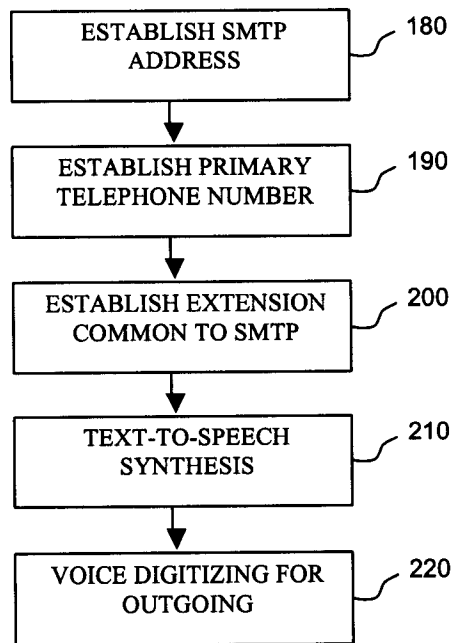 ESTABLISH SMTP
ADDRESS
180
ESTABLISH PRIMARY
TELEPHONE NUMBER
190
ESTABLISH EXTENSION
COMMON TO SMTP
200
TEXT-TO-SPEECH
SYNTHESIS
210
VOICE DIGITIZING FOR
OUTGOING
220